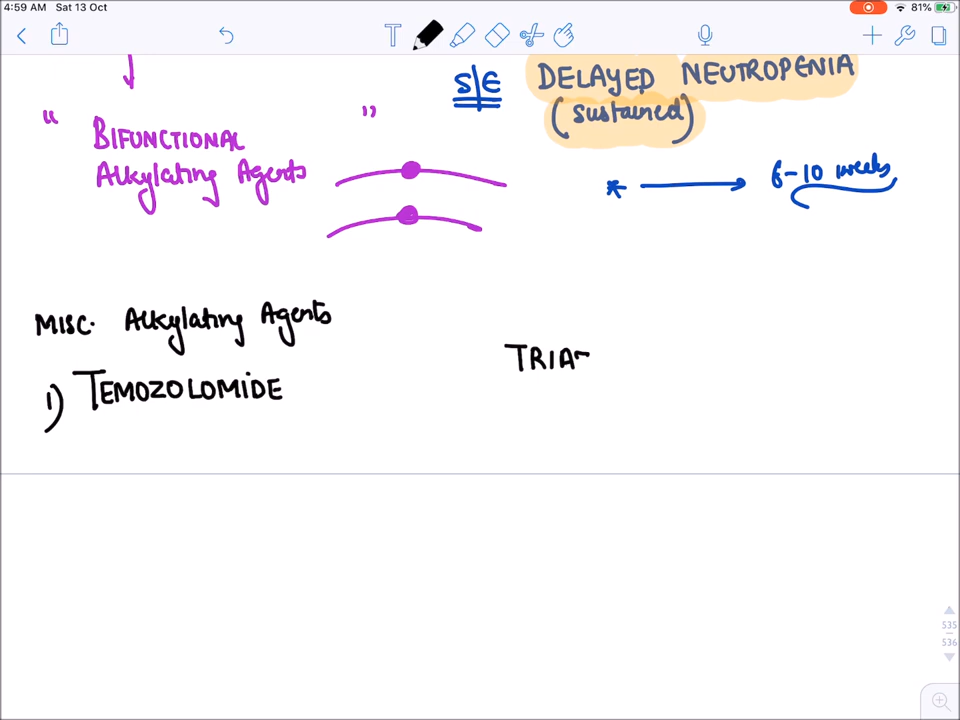 4:59 AM Sat 13 Oct
81%
T
S/E DELAYED NEUTROPENIA
(sustained)
" BIFUNCTIONAL "
Alkylating Agents
* 6-10 weeks
MISC. Alkylating Agents
TRIA
1) TEMOZOLOMIDE
535
536